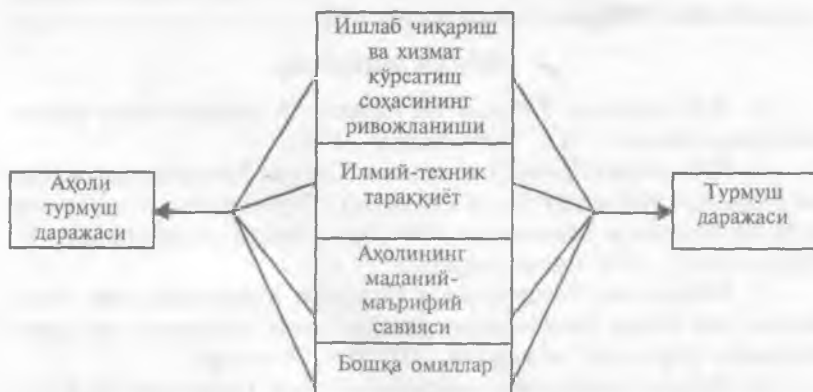 Ишлаб чиқариш
ва хизмат
кўрсатиш
соҳасининг
ривожланиши
Илмий-техник
тараққиёт
Аҳолининг
маданий-
маърифий
савияси
Бошқа омиллар
Аҳоли
турмуш
даражаси
Турмуш
даражаси